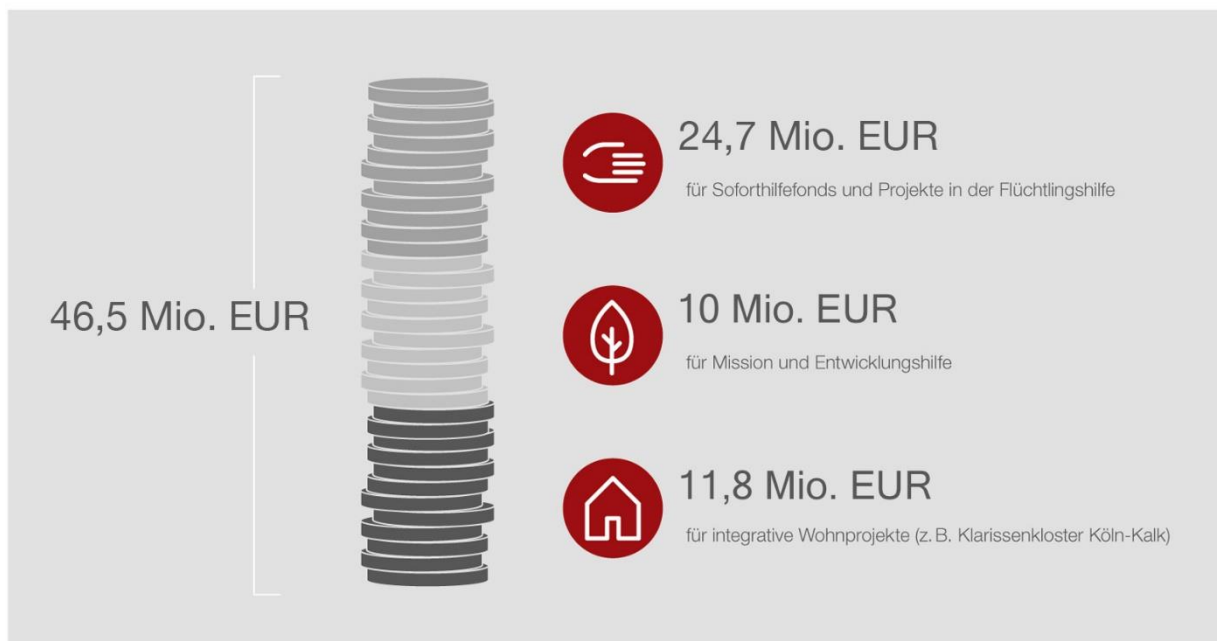 46,5 Mio. EUR
24,7 Mio. EUR
für Soforthilfefonds und Projekte in der Flüchtlingshilfe
10 Mio. EUR
für Mission und Entwicklungshilfe
11,8 Mio. EUR
für integrative Wohnprojekte (z. B. Klarissenkloster Köln-Kalk)